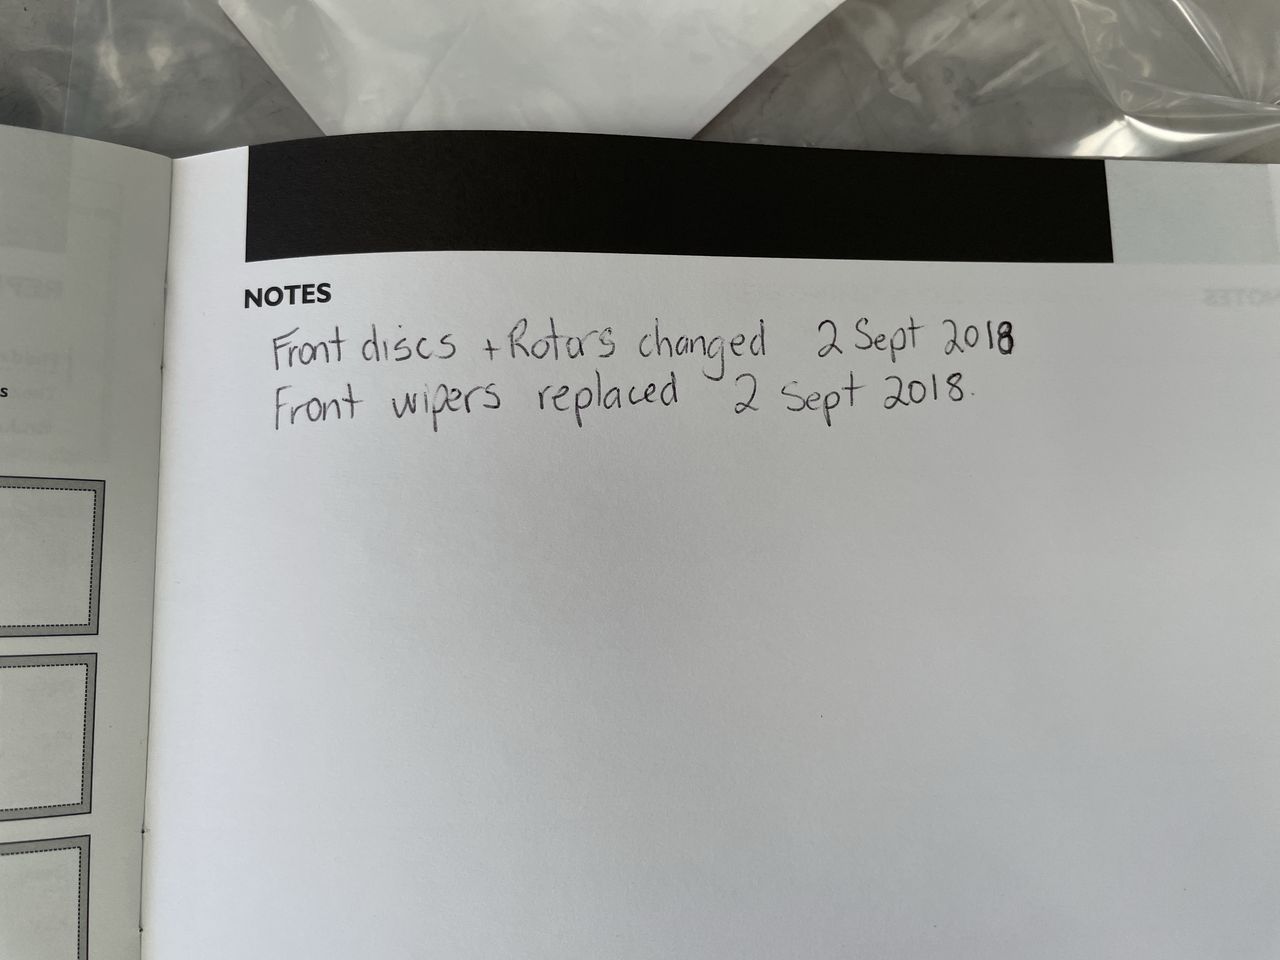 NOTES
Front discs + Rotors changed 2 Sept 2018
Front wipers replaced 2 Sept 2018.
s